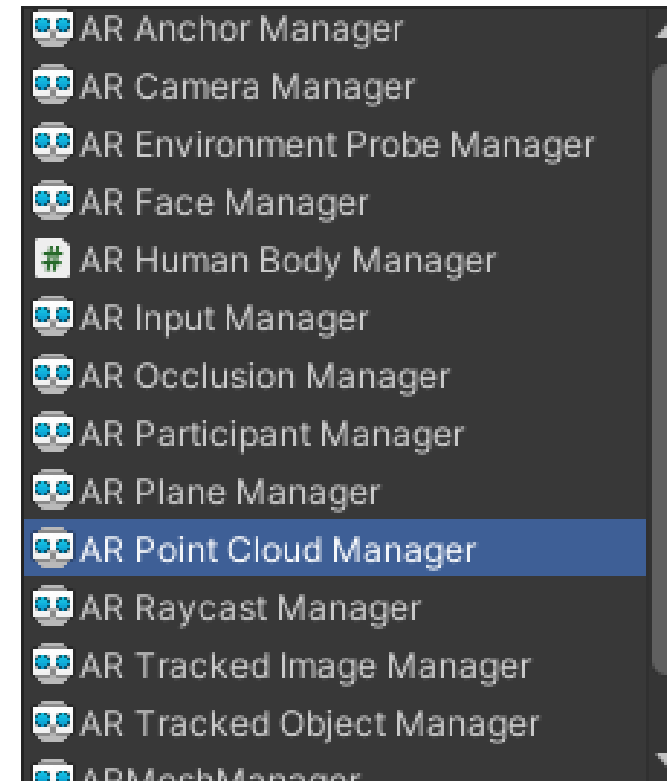 AR Anchor Manager
AR Camera Manager
AR Environment Probe Manager
AR Face Manager
# AR Human Body Manager
AR Input Manager
AR Occlusion Manager
AR Participant Manager
AR Plane Manager
AR Point Cloud Manager
AR Raycast Manager
AR Tracked Image Manager
AR Tracked Object Manager
ARMeshManager